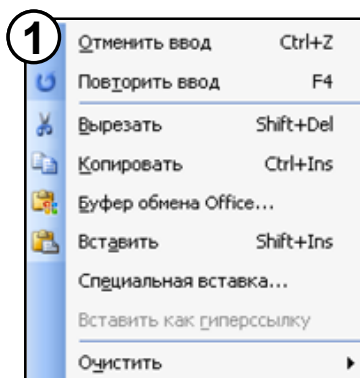 1
Отменить ввод Ctrl+Z
Повторить ввод F4
Вырезать Shift+Del
Копировать Ctrl+Ins
Буфер обмена Office...
Вставить Shift+Ins
Специальная вставка...
Вставить как гиперссылку
Очистить